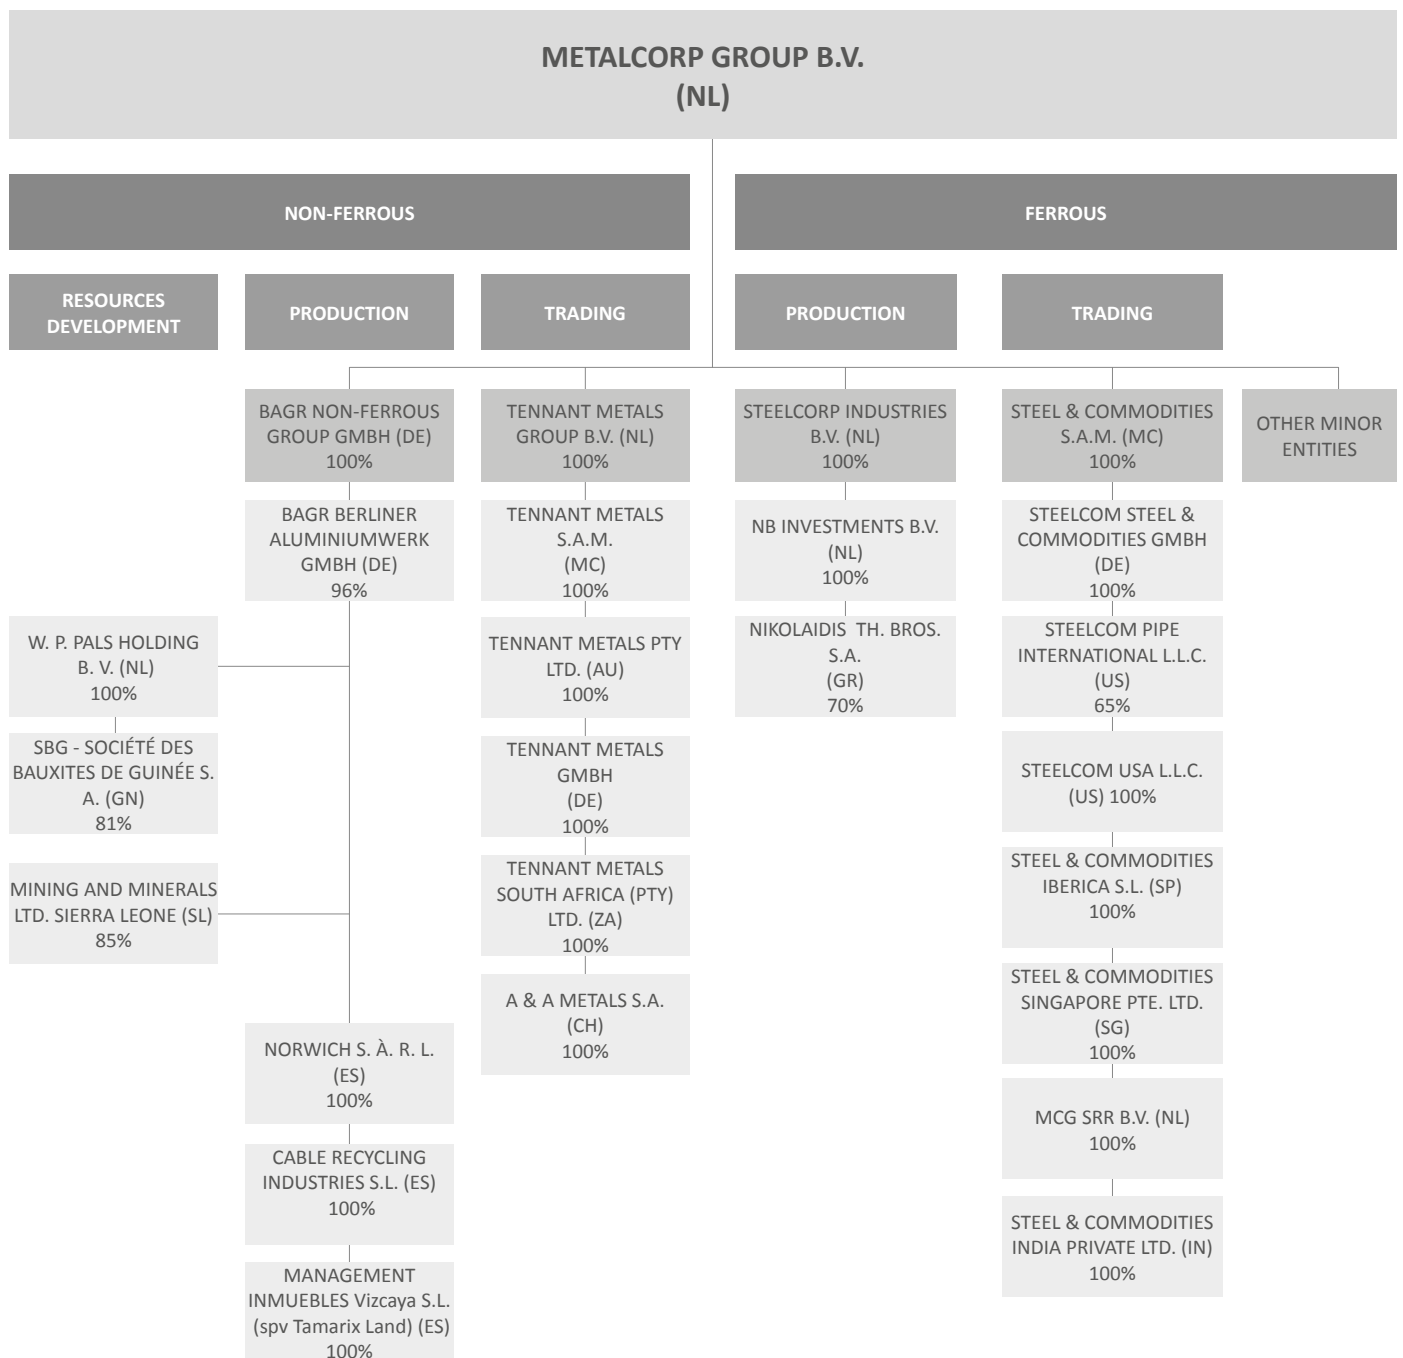 METALCORP GROUP B.V.
(NL)
NON-FERROUS
FERROUS
RESOURCES
DEVELOPMENT
PRODUCTION
TRADING
PRODUCTION
TRADING
BAGR NON-FERROUS
GROUP GMBH (DE)
100%
TENNANT METALS
GROUP B.V. (NL)
100%
STEELCORP INDUSTRIES
B.V. (NL)
100%
STEEL & COMMODITIES
S.A.M. (MC)
100%
OTHER MINOR
ENTITIES
BAGR BERLINER
ALUMINIUMWERK
GMBH (DE)
96%
TENNANT METALS
S.A.M.
(MC)
100%
NB INVESTMENTS B.V.
(NL)
100%
STEELCOM STEEL &
COMMODITIES GMBH
(DE)
100%
W. P. PALS HOLDING
B. V. (NL)
100%
TENNANT METALS PTY
LTD. (AU)
100%
NIKOLAIDIS  TH. BROS.
S.A.
(GR)
70%
STEELCOM PIPE
INTERNATIONAL L.L.C.
(US)
65%
SBG - SOCIÉTÉ DES
BAUXITES DE GUINÉE S.
A. (GN)
81%
TENNANT METALS
GMBH
(DE)
100%
STEELCOM USA L.L.C.
(US) 100%
MINING AND MINERALS
LTD. SIERRA LEONE (SL)
85%
TENNANT METALS
SOUTH AFRICA (PTY)
LTD. (ZA)
100%
STEEL & COMMODITIES
IBERICA S.L. (SP)
100%
A & A METALS S.A.
(CH)
100%
STEEL & COMMODITIES
SINGAPORE PTE. LTD.
(SG)
100%
NORWICH S. À. R. L.
(ES)
100%
MCG SRR B.V. (NL)
100%
CABLE RECYCLING
INDUSTRIES S.L. (ES)
100%
STEEL & COMMODITIES
INDIA PRIVATE LTD. (IN)
100%
MANAGEMENT
INMUEBLES Vizcaya S.L.
(spv Tamarix Land) (ES)
100%